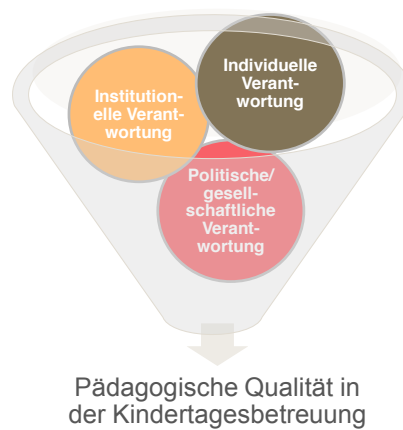 Individuelle
Verant-
wortung
Institution-
elle Verant-
wortung
Politische/
gesell-
schaftliche
Verant-
wortung
Pädagogische Qualität in
der Kindertagesbetreuung